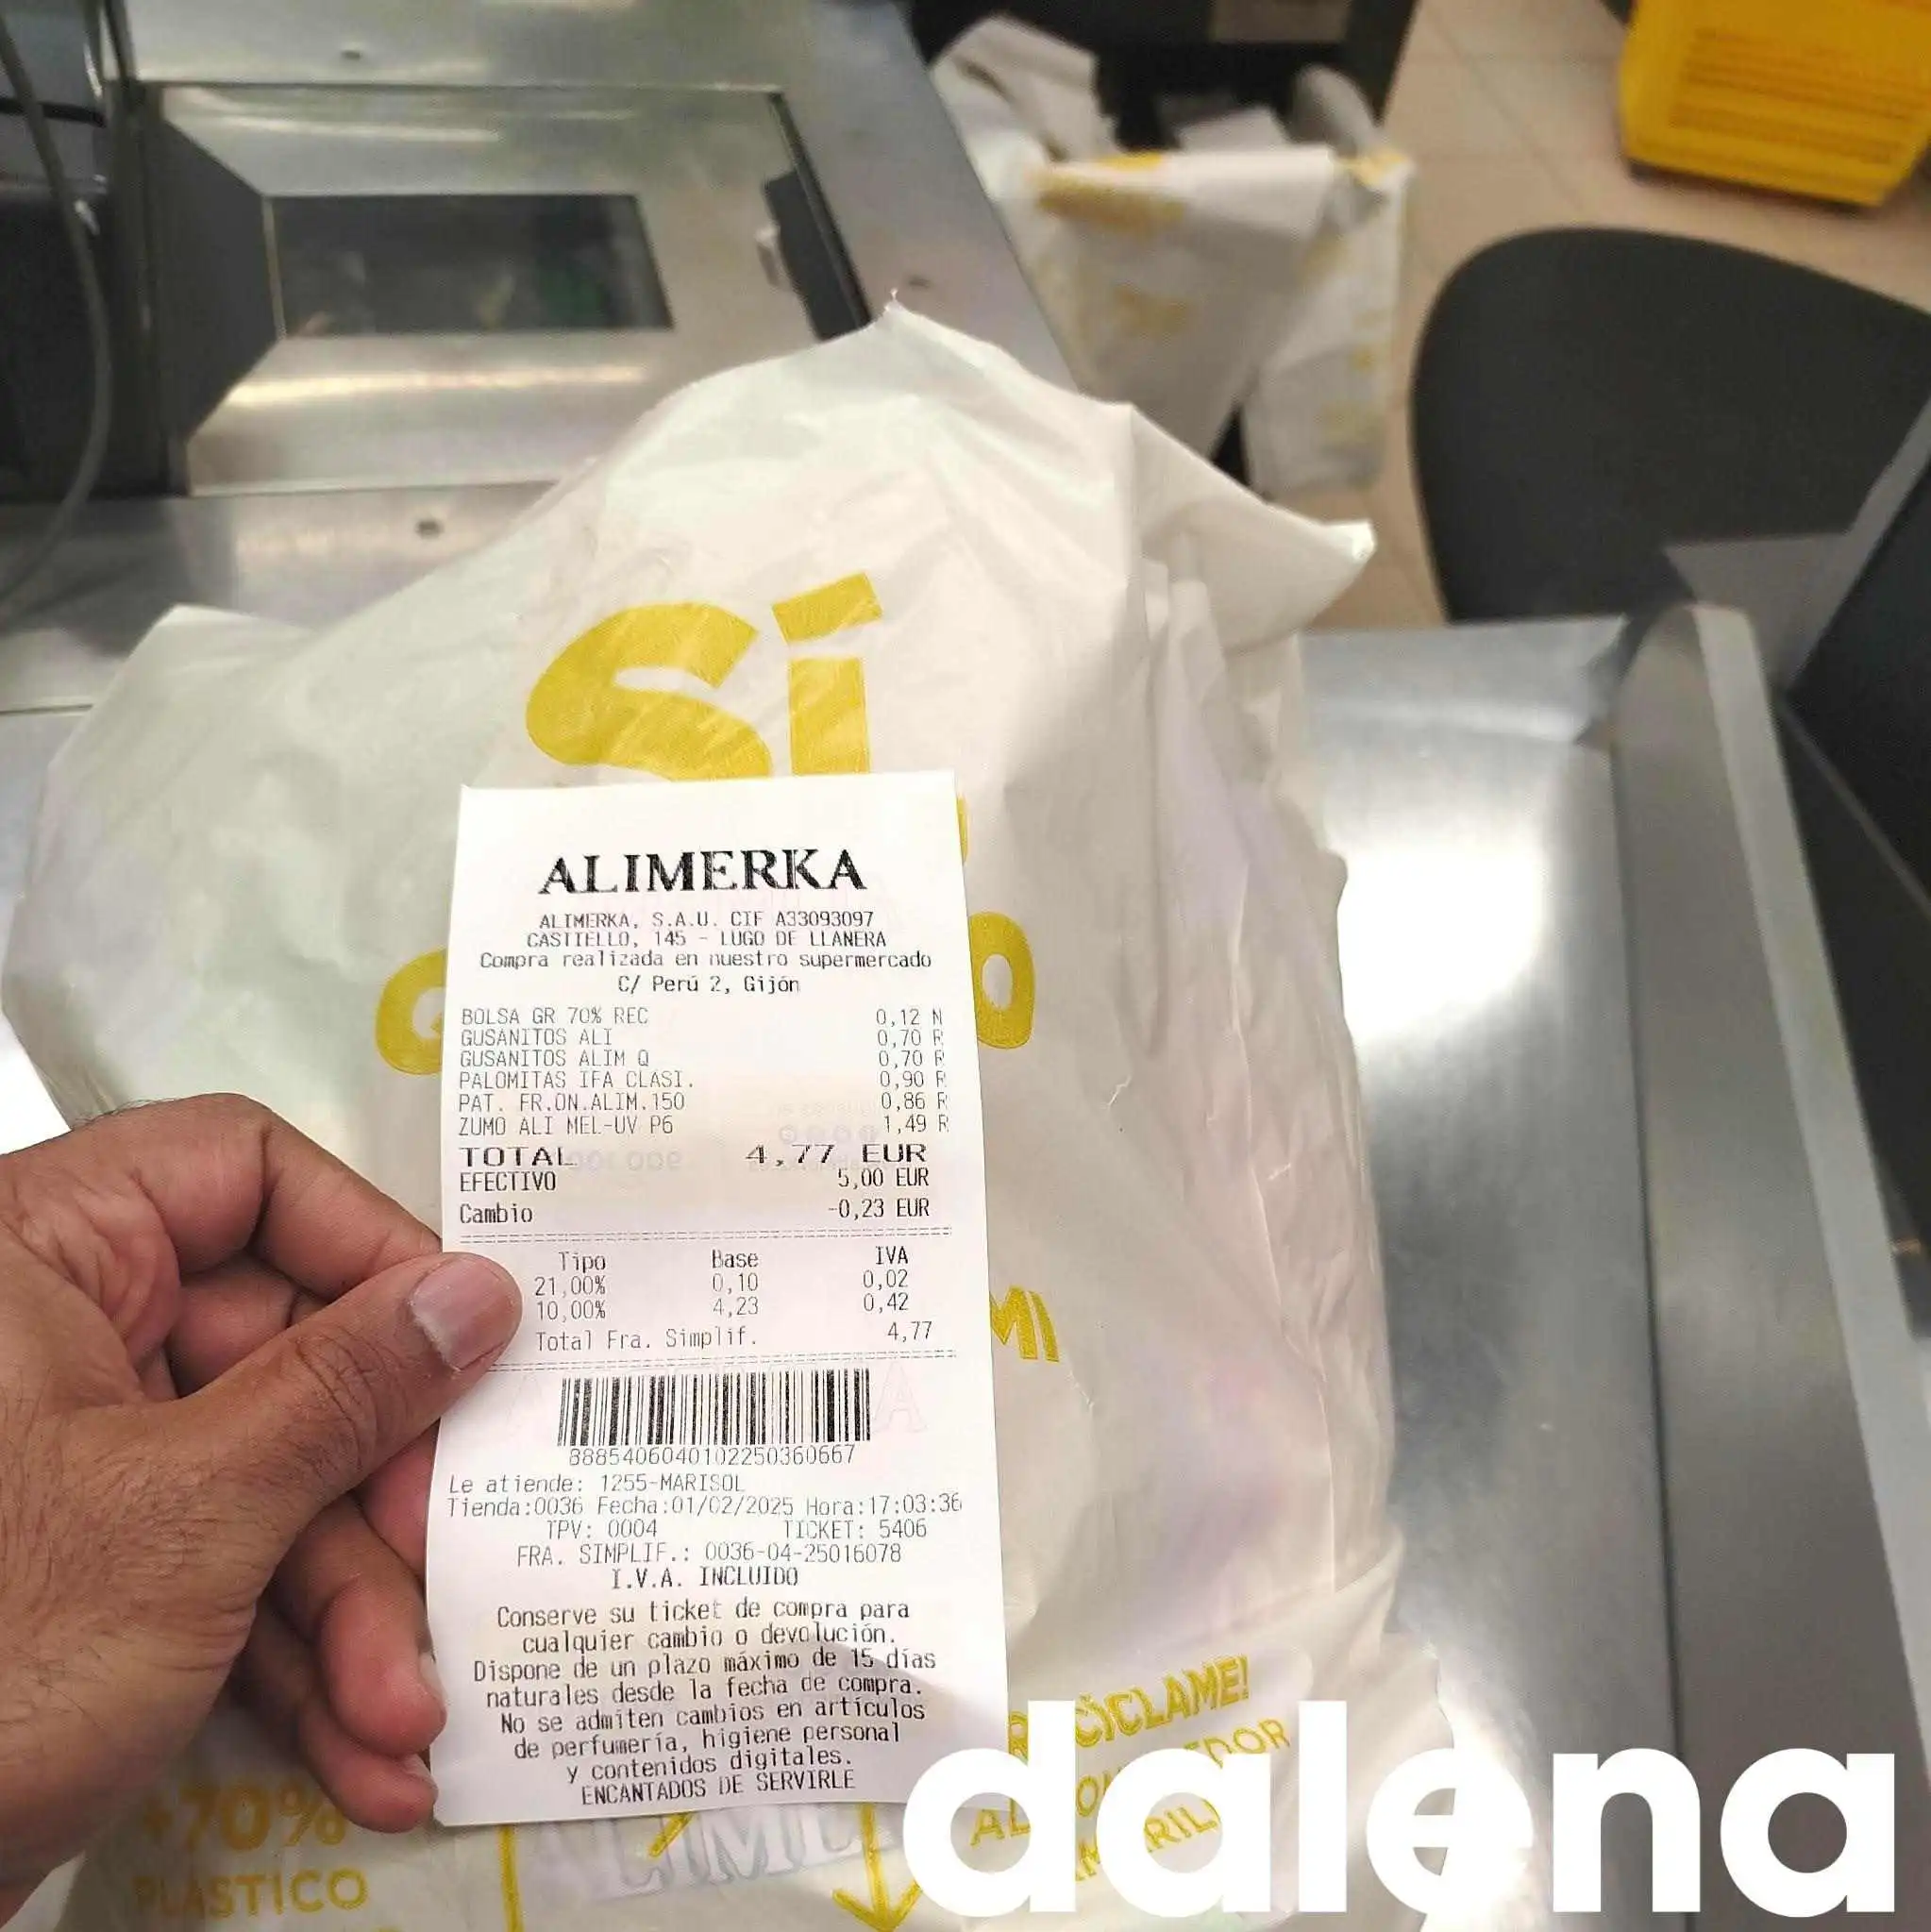 Sí
ALIMERKA
ALIMERKA, S.A.U. CIF A33093097
CASTIELLO, 145 - LUGO DE LLANERA
Compra realizada en nuestro supermercado
C/ Perú 2, Gijón
BOLSA GR 70% REC 0,12 N
GUSANITOS ALI 0,70 R
GUSANITOS ALIM Q 0,70 R
PALOMITAS IFA CLASI. 0,90 R
PAT. FR.ON.ALIM.150 0,86 R
ZUMO ALI MEL-UV P6 1,49 R
TOTAL 4,77 EUR
EFECTIVO 5,00 EUR
Cambio -0,23 EUR
Tipo Base IVA
21,00% 0,10 0,02
10,00% 4,23 0,42
Total Fra. Simplif. 4,77
88854060401022503606​67
Le atiende: 1255-MARISOL
Tienda:0036 Fecha:01/02/2025 Hora:17:03:36
TPV: 0004 TICKET: 5406
FRA. SIMPLIF.: 0036-04-25016078
I.V.A. INCLUIDO
Conserve su ticket de compra para
cualquier cambio o devolución.
Dispone de un plazo máximo de 15 días
naturales desde la fecha de compra.
No se admiten cambios en artículos
de perfumería, higiene personal
y contenidos digitales.
ENCANTADOS DE SERVIRLE
+70%
PLÁSTICO
dalena